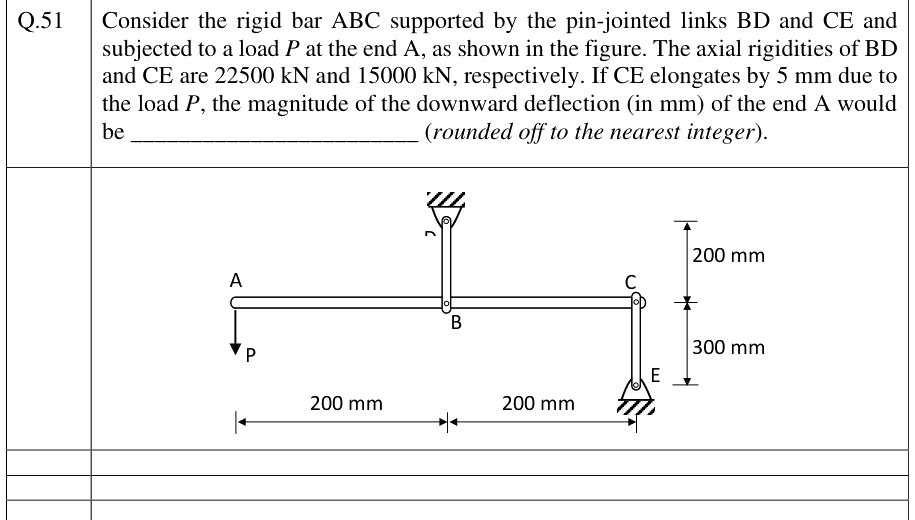 Q.51
Consider the rigid bar ABC supported by the pin-jointed links BD and CE and
subjected to a load P at the end A, as shown in the figure. The axial rigidities of BD
and CE are 22500 kN and 15000 kN, respectively. If CE elongates by 5 mm due to
the load P, the magnitude of the downward deflection (in mm) of the end A would
be ________________________ (rounded off to the nearest integer).
200 mm
A
C
B
P
300 mm
E
200 mm
200 mm